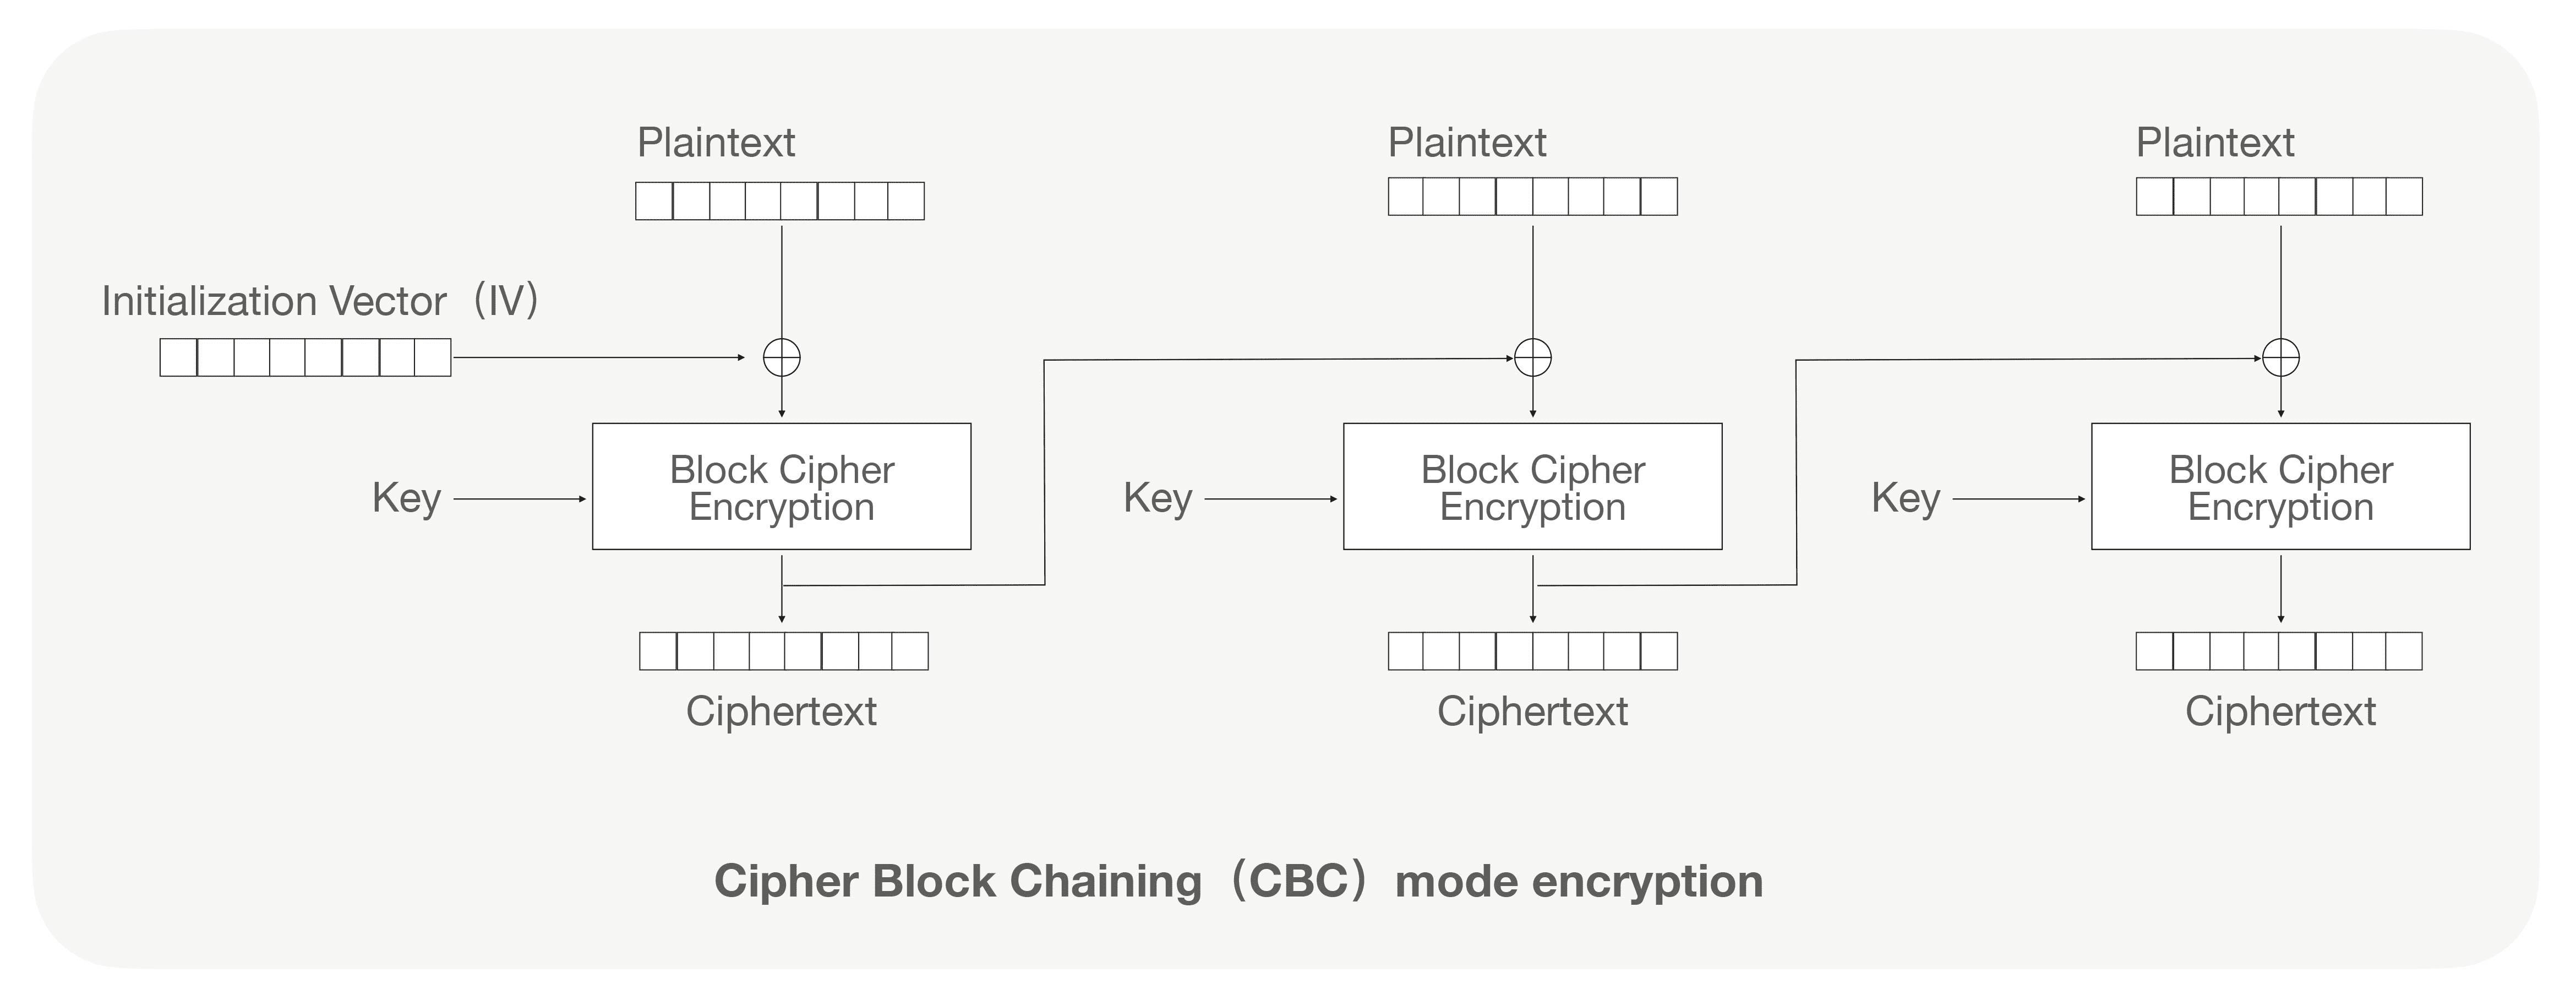 Plaintext
Plaintext
Plaintext
Initialization Vector（IV）
Key
Block Cipher
Encryption
Key
Block Cipher
Encryption
Key
Block Cipher
Encryption
Ciphertext
Ciphertext
Ciphertext
Cipher Block Chaining（CBC）mode encryption